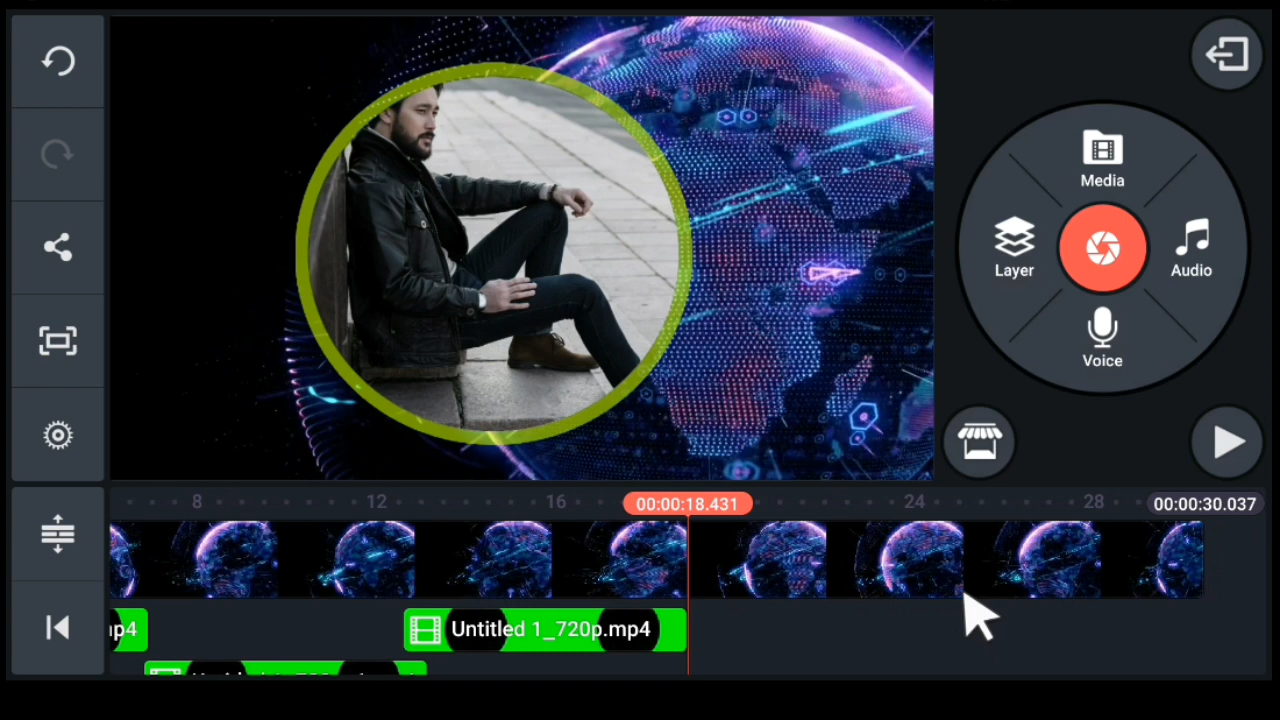 Media
Layer
Audio
Voice
8
12
16
00:00:18.431
24
28
00:00:30.037
p4
Untitled 1_720p.mp4